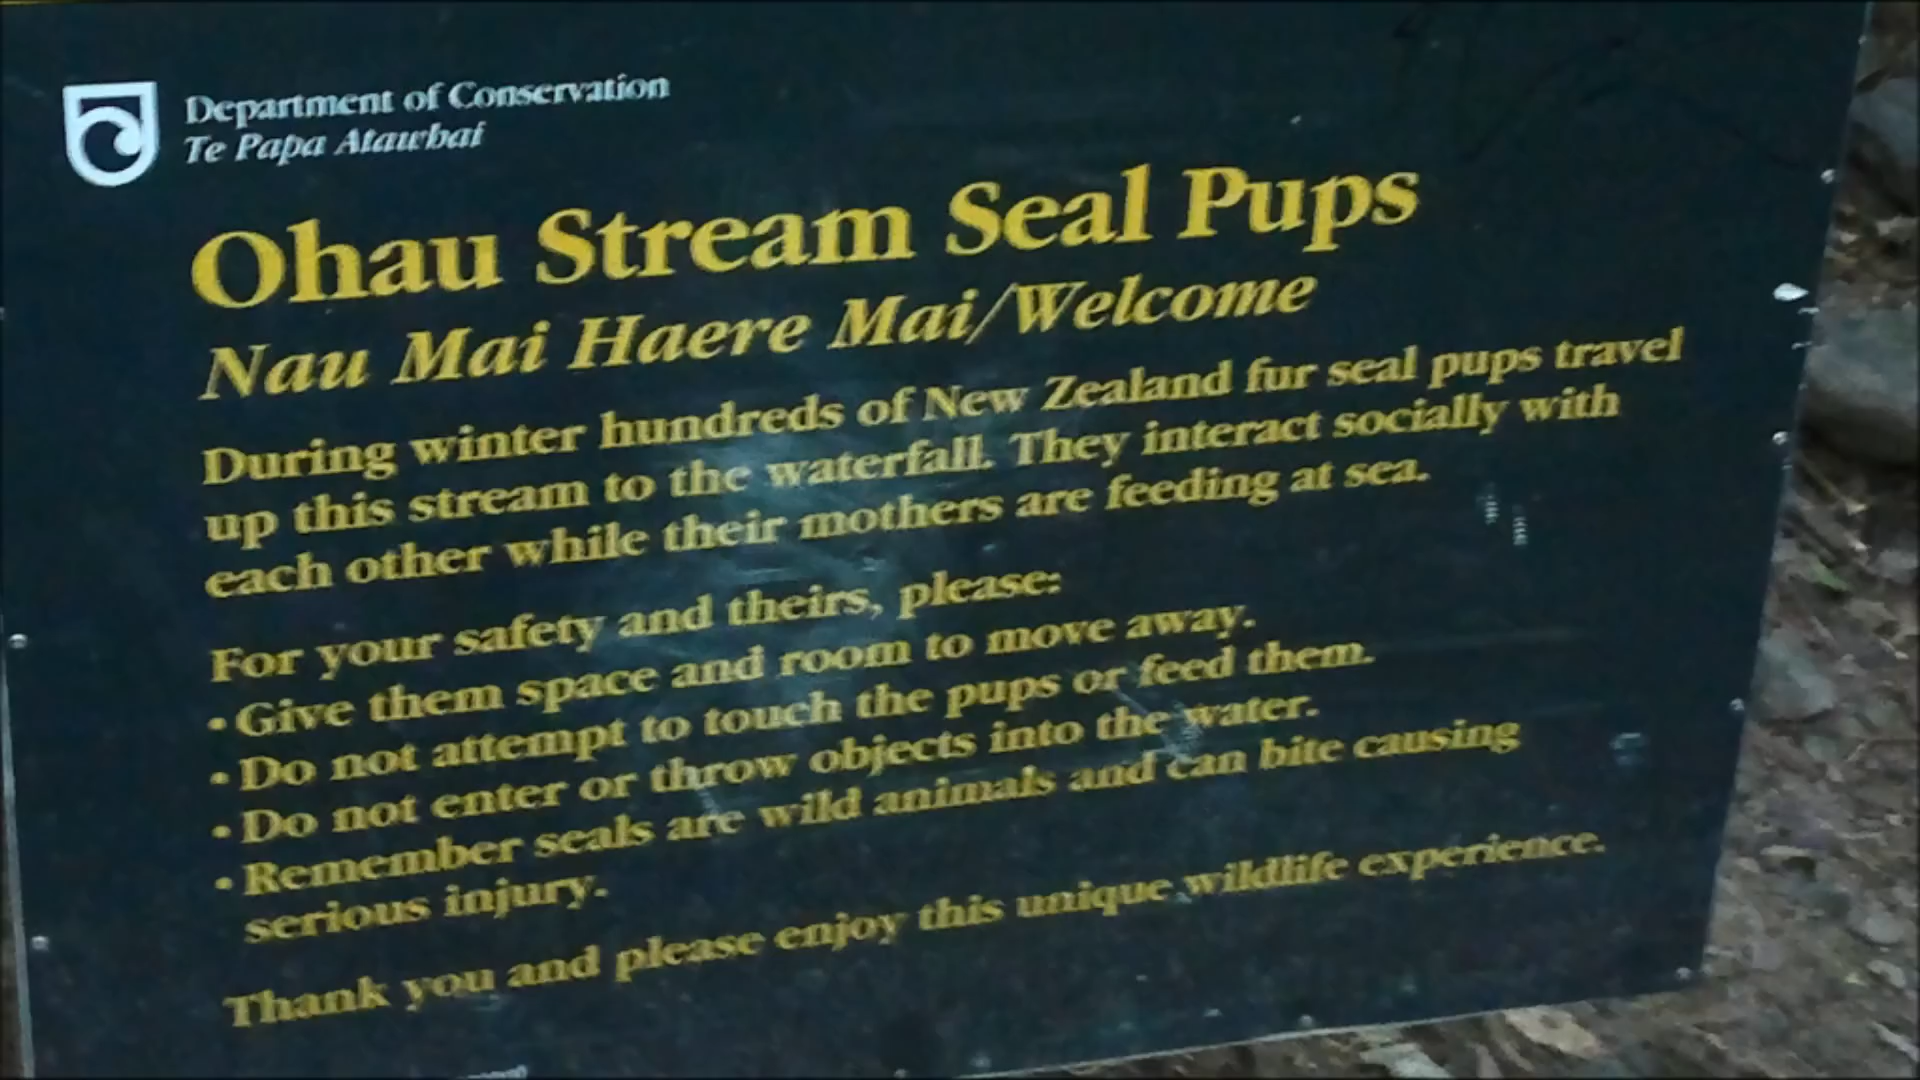 Department of Conservation
Te Papa Atawhai
Ohau Stream Seal Pups
Nau Mai Haere Mai/Welcome
During winter hundreds of New Zealand fur seal pups travel
up this stream to the waterfall. They interact socially with
each other while their mothers are feeding at sea.
For your safety and theirs, please:
• Give them space and room to move away.
• Do not attempt to touch the pups or feed them.
• Do not enter or throw objects into the water.
• Remember seals are wild animals and can bite causing
serious injury.
Thank you and please enjoy this unique wildlife experience.